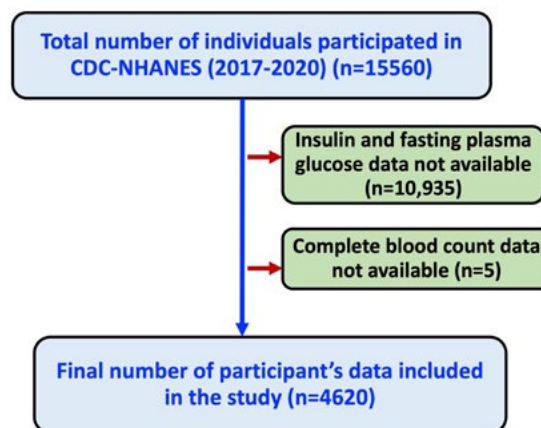 Total number of individuals participated in
CDC-NHANES (2017-2020) (n=15560)
Insulin and fasting plasma
glucose data not available
(n=10,935)
Complete blood count data
not available (n=5)
Final number of participant’s data included
in the study (n=4620)